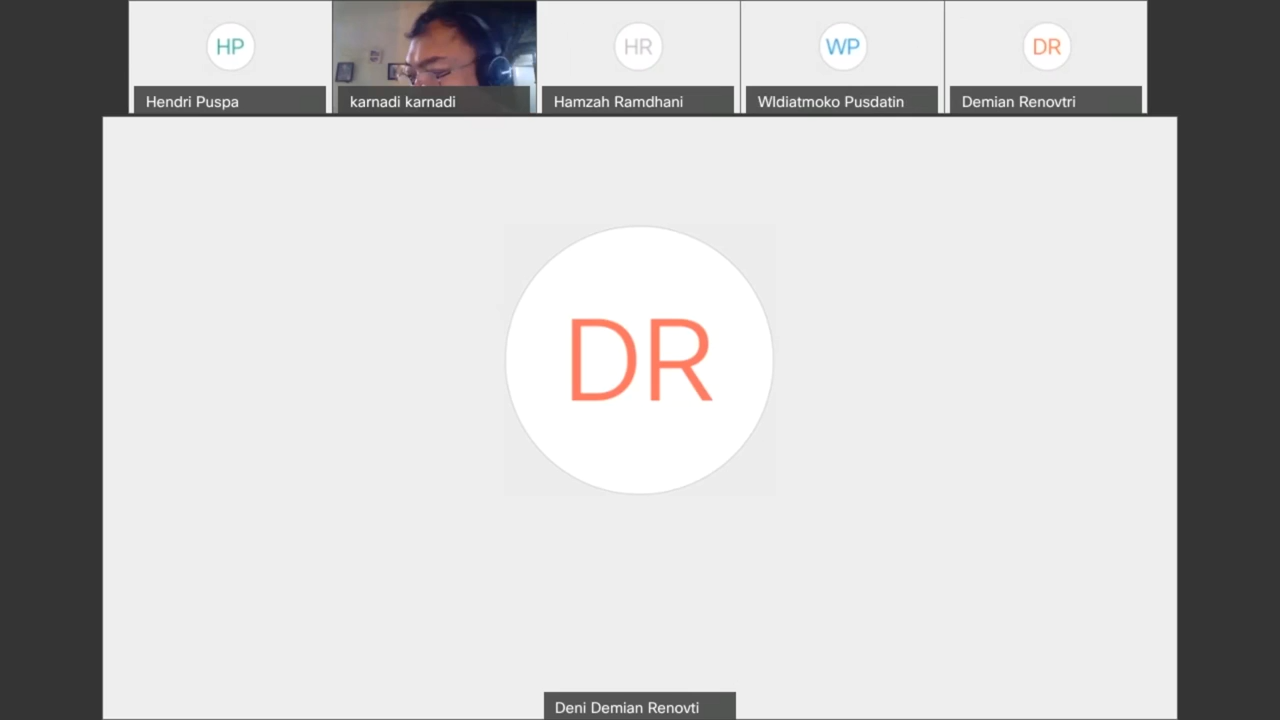 HP
HR
WP
DR
Hendri Puspa
karnadi karnadi
Hamzah Ramdhani
WIdiatmoko Pusdatin
Demian Renovtri
DR
Deni Demian Renovti